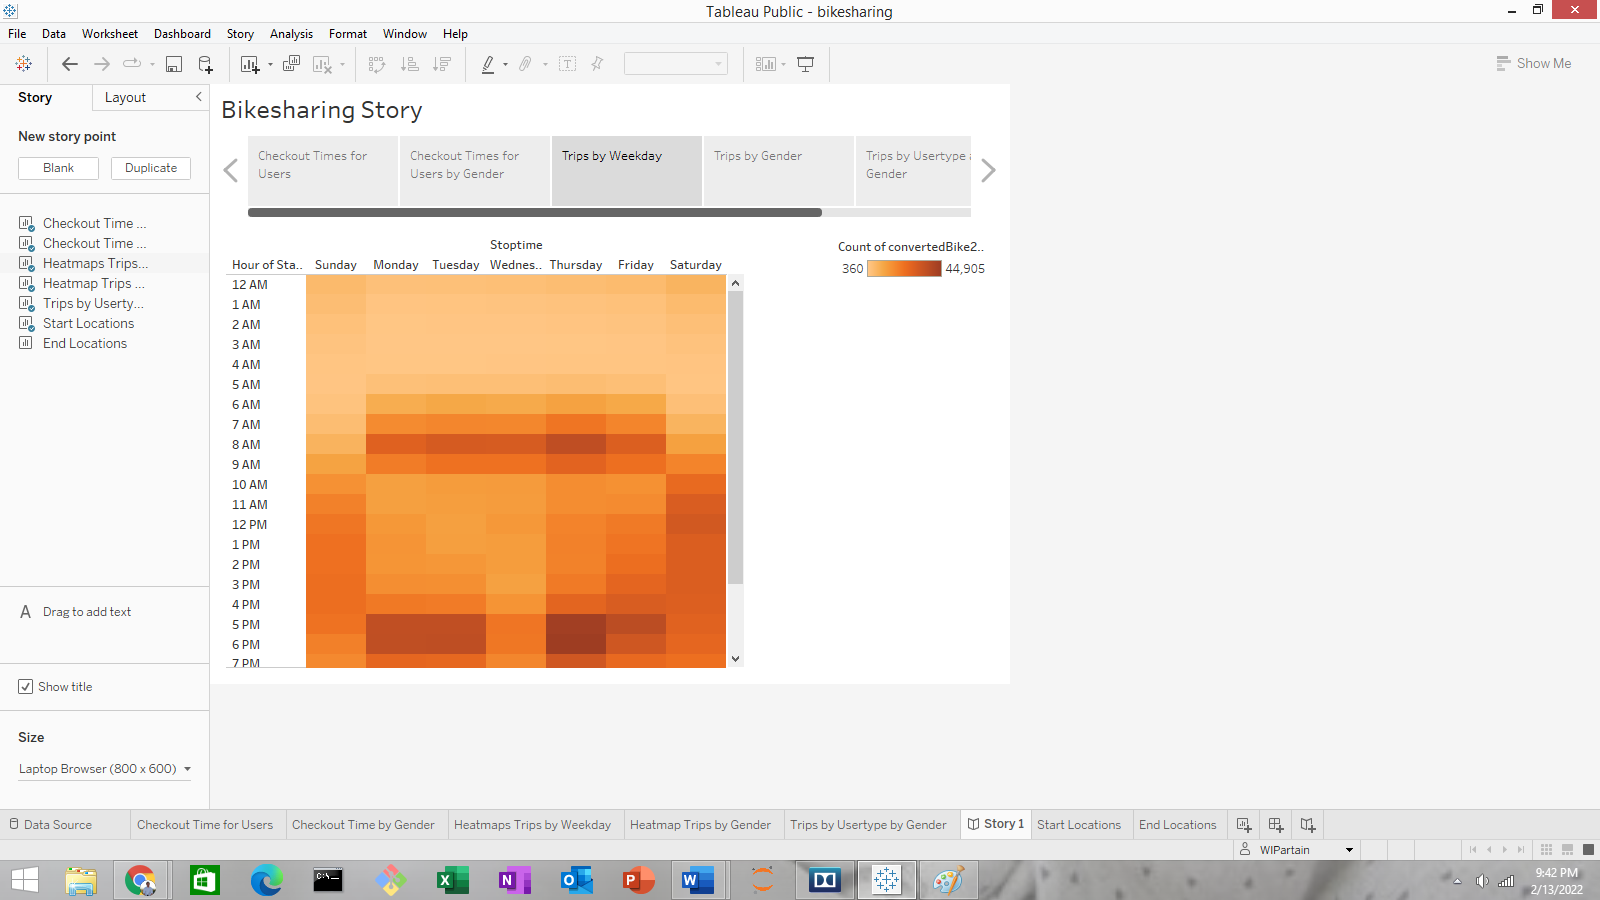 Tableau Public - bikesharing
File Data Worksheet Dashboard Story Analysis Format Window Help
Show Me
Story Layout
New story point
Blank Duplicate
Checkout Time ...
Checkout Time ...
Heatmaps Trips...
Heatmap Trips ...
Trips by Userty...
Start Locations
End Locations
A Drag to add text
Show title
Size
Laptop Browser (800 x 600)
Bikesharing Story
Checkout Times for
Users
Checkout Times for
Users by Gender
Trips by Weekday
Trips by Gender
Trips by Usertype
Gender
Stoptime
Hour of Sta.. Sunday Monday Tuesday Wednes.. Thursday Friday Saturday
12 AM
1 AM
2 AM
3 AM
4 AM
5 AM
6 AM
7 AM
8 AM
9 AM
10 AM
11 AM
12 PM
1 PM
2 PM
3 PM
4 PM
5 PM
6 PM
7 PM
Count of convertedBike2..
360 44,905
Data Source Checkout Time for Users Checkout Time by Gender Heatmaps Trips by Weekday Heatmap Trips by Gender Trips by Usertype by Gender Story 1 Start Locations End Locations
WIPartain
9:42 PM
2/13/2022